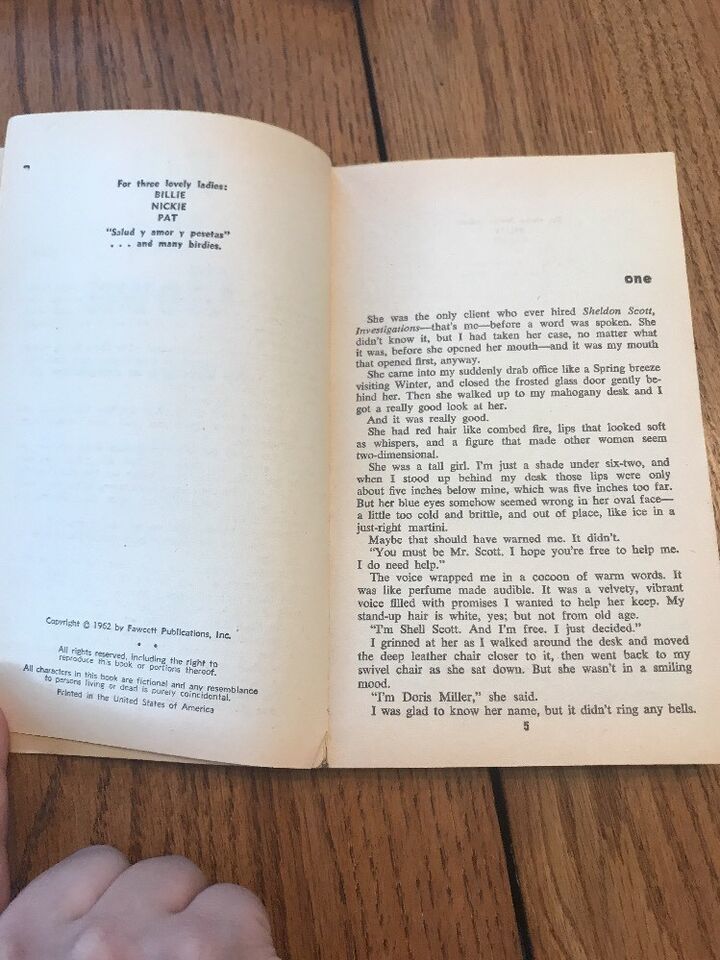 For three lovely ladies:
BILLIE
NICKIE
PAT
"Salud y amor y pesetas"
. . . and many birdies.
Copyright © 1962 by Fawcett Publications, Inc.
All rights reserved, including the right to
reproduce this book or portions thereof.
All characters in this book are fictional and any resemblance
to persons living or dead is purely coincidental.
Printed in the United States of America
one
She was the only client who ever hired Sheldon Scott,
Investigations—that's me—before a word was spoken. She
didn't know it, but I had taken her case, no matter what
it was, before she opened her mouth—and it was my mouth
that opened first, anyway.
She came into my suddenly drab office like a Spring breeze
visiting Winter, and closed the frosted glass door gently be-
hind her. Then she walked up to my mahogany desk and I
got a really good look at her.
And it was really good.
She had red hair like combed fire, lips that looked soft
as whispers, and a figure that made other women seem
two-dimensional.
She was a tall girl. I'm just a shade under six-two, and
when I stood up behind my desk those lips were only
about five inches below mine, which was five inches too far.
But her blue eyes somehow seemed wrong in her oval face—
a little too cold and brittle, and out of place, like ice in a
just-right martini.
Maybe that should have warned me. It didn't.
"You must be Mr. Scott. I hope you're free to help me.
I do need help."
The voice wrapped me in a cocoon of warm words. It
was like perfume made audible. It was a velvety, vibrant
voice filled with promises I wanted to help her keep. My
stand-up hair is white, yes; but not from old age.
"I'm Shell Scott. And I'm free. I just decided."
I grinned at her as I walked around the desk and moved
the deep leather chair closer to it, then went back to my
swivel chair as she sat down. But she wasn't in a smiling
mood.
"I'm Doris Miller," she said.
I was glad to know her name, but it didn't ring any bells.
5